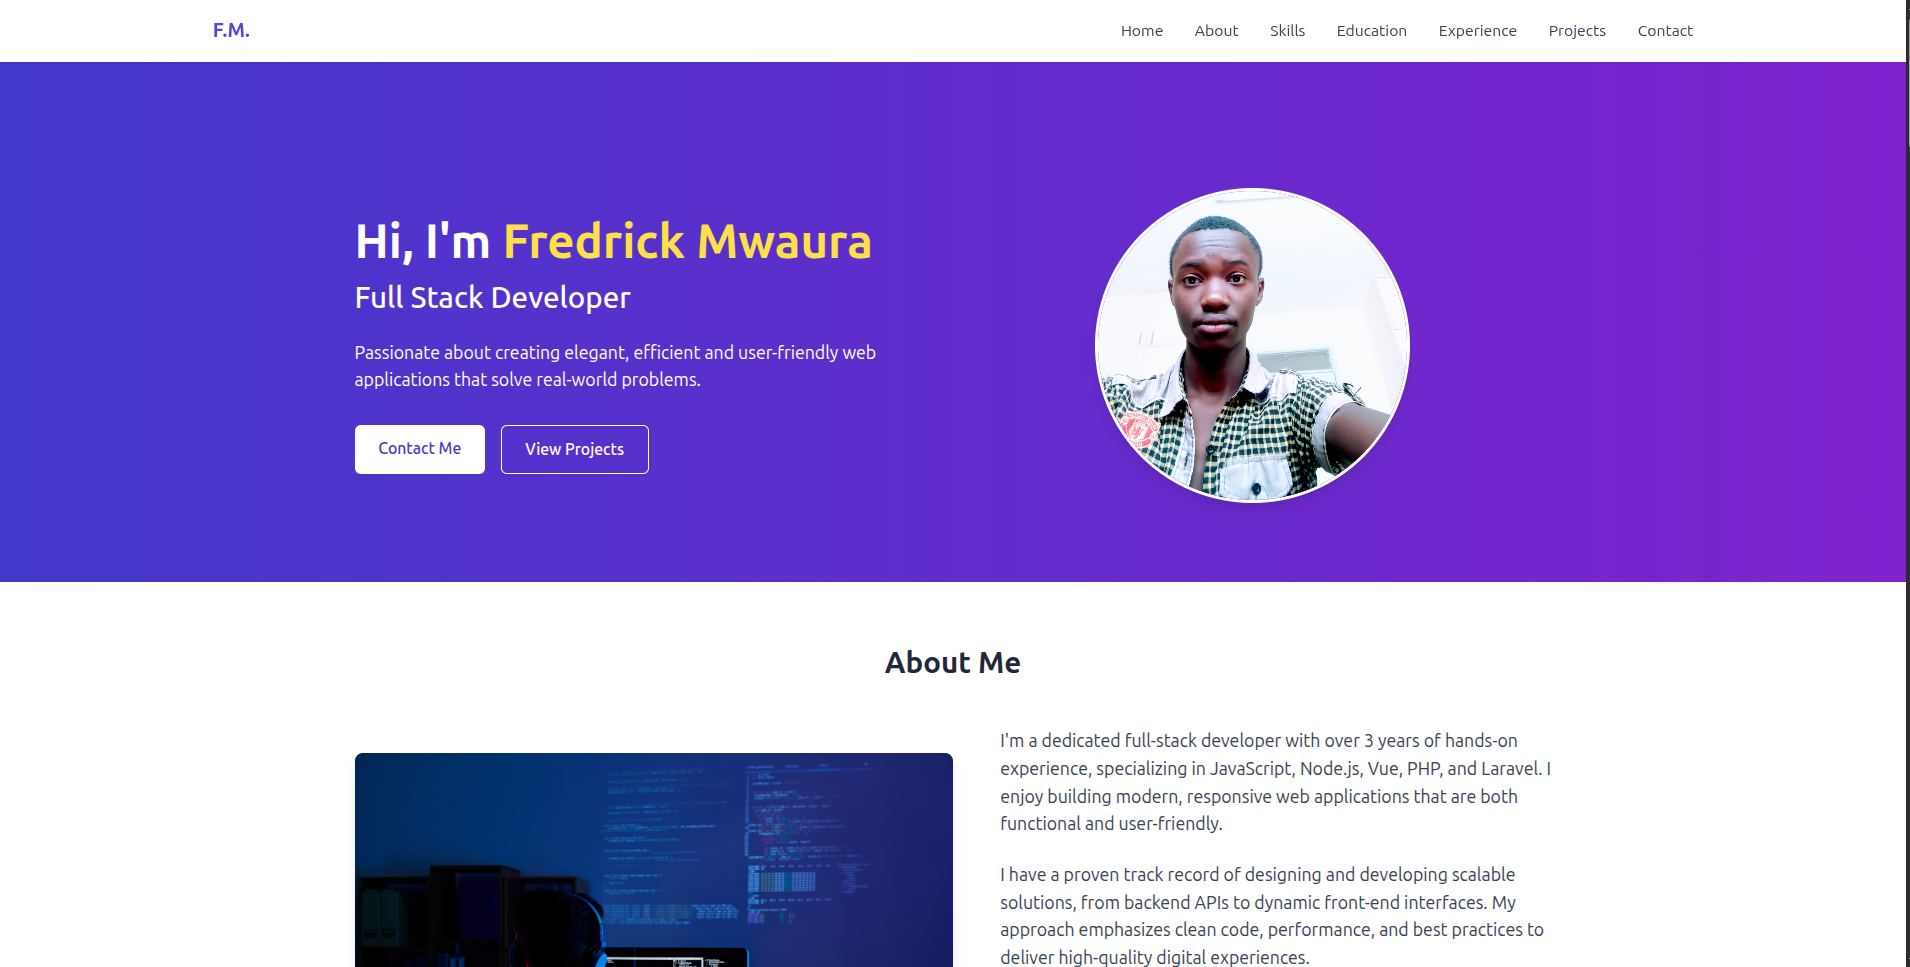 F.M.
Home About Skills Education Experience Projects Contact
Hi, I'm Fredrick Mwaura
Full Stack Developer
Passionate about creating elegant, efficient and user-friendly web
applications that solve real-world problems.
Contact Me View Projects
About Me
I'm a dedicated full-stack developer with over 3 years of hands-on
experience, specializing in JavaScript, Node.js, Vue, PHP, and Laravel. I
enjoy building modern, responsive web applications that are both
functional and user-friendly.
I have a proven track record of designing and developing scalable
solutions, from backend APIs to dynamic front-end interfaces. My
approach emphasizes clean code, performance, and best practices to
deliver high-quality digital experiences.